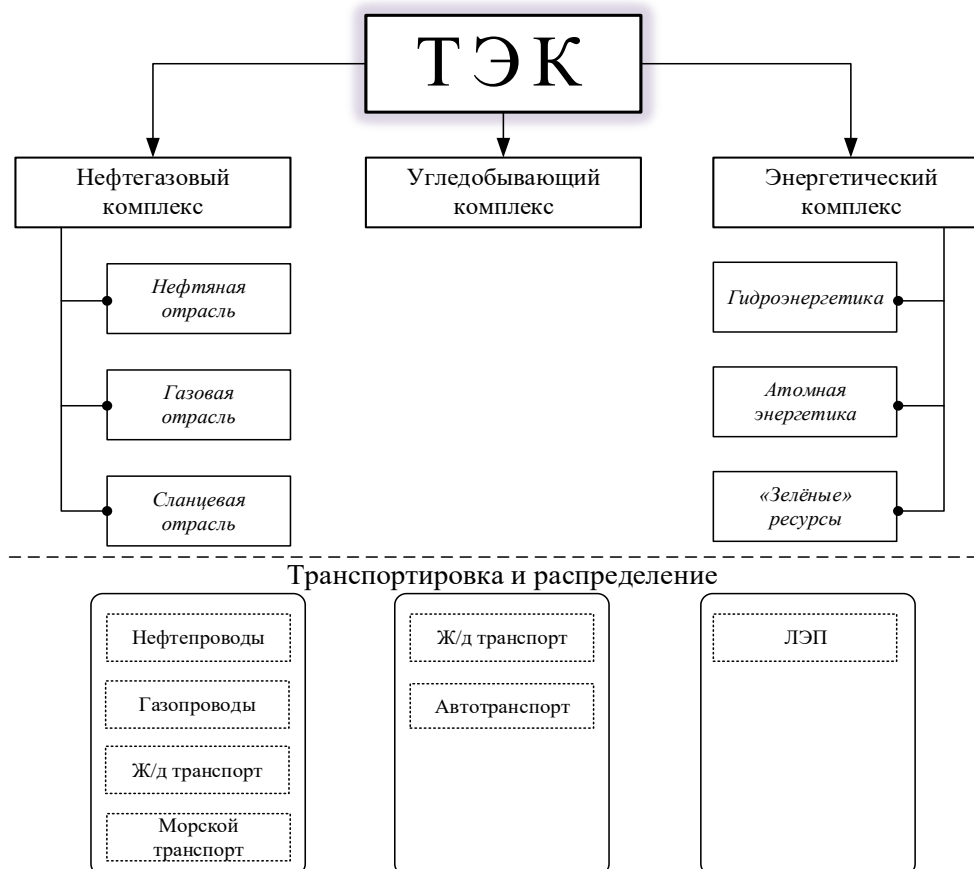 ТЭК
Нефтегазовый
комплекс
Угледобывающий
комплекс
Энергетический
комплекс
Нефтяная
отрасль
Газовая
отрасль
Сланцевая
отрасль
Гидроэнергетика
Атомная
энергетика
«Зелёные»
ресурсы
Транспортировка и распределение
Нефтепроводы
Газопроводы
Ж/д транспорт
Морской
транспорт
Ж/д транспорт
Автотранспорт
ЛЭП